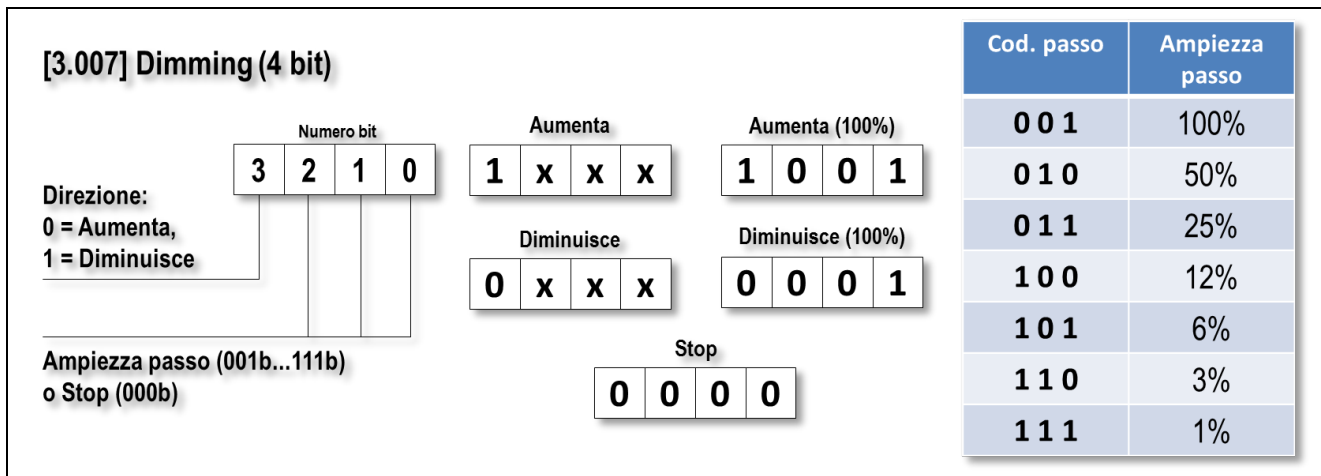 [3.007] Dimming (4 bit)
Numero bit
3 2 1 0
Direzione:
0 = Aumenta,
1 = Diminuisce
Ampiezza passo (001b...111b)
o Stop (000b)
Aumenta
1 x x x
Aumenta (100%)
1 0 0 1
Diminuisce
0 x x x
Diminuisce (100%)
0 0 0 1
Stop
0 0 0 0
Cod. passo Ampiezza
passo
0 0 1 100%
0 1 0 50%
0 1 1 25%
1 0 0 12%
1 0 1 6%
1 1 0 3%
1 1 1 1%